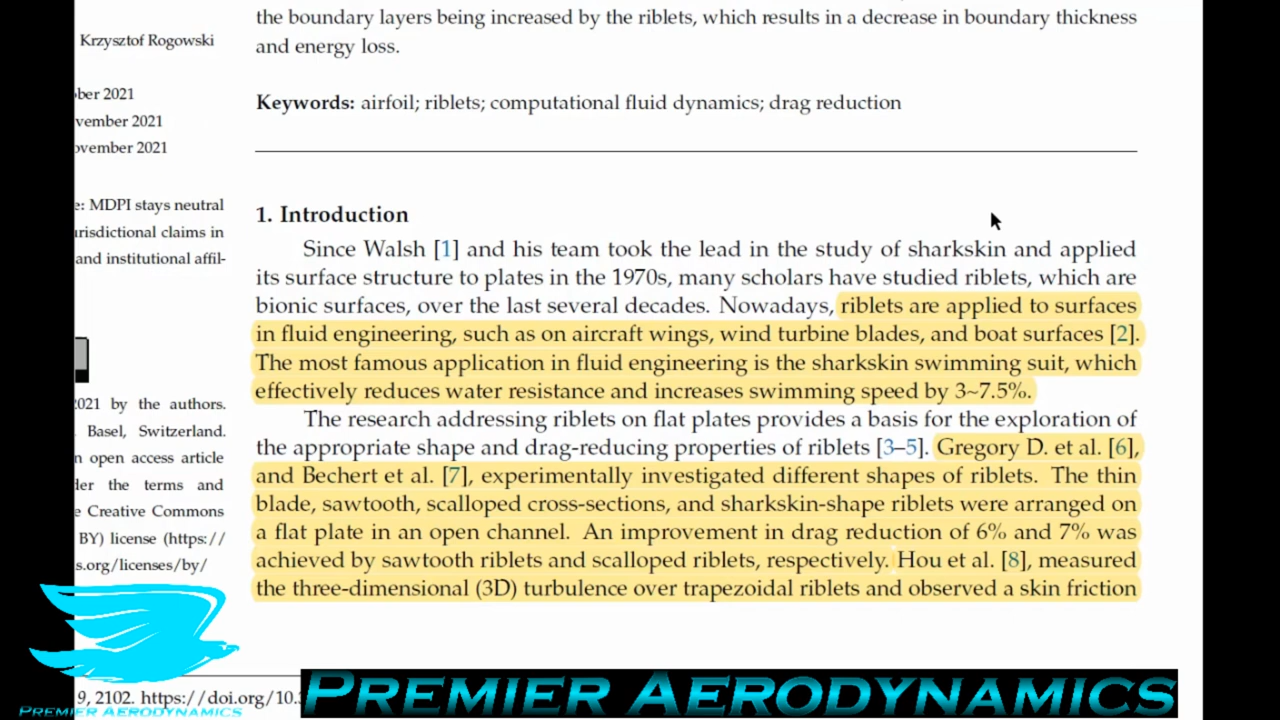 the boundary layers being increased by the riblets, which results in a decrease in boundary thickness
and energy loss.
Krzysztof Rogowski
ber 2021
vember 2021
ovember 2021
Keywords: airfoil; riblets; computational fluid dynamics; drag reduction
e: MDPI stays neutral
urisdictional claims in
and institutional affil-
1. Introduction
Since Walsh [1] and his team took the lead in the study of sharkskin and applied
its surface structure to plates in the 1970s, many scholars have studied riblets, which are
bionic surfaces, over the last several decades. Nowadays, riblets are applied to surfaces
in fluid engineering, such as on aircraft wings, wind turbine blades, and boat surfaces [2].
The most famous application in fluid engineering is the sharkskin swimming suit, which
effectively reduces water resistance and increases swimming speed by 3~7.5%.
The research addressing riblets on flat plates provides a basis for the exploration of
the appropriate shape and drag-reducing properties of riblets [3–5]. Gregory D. et al. [6],
and Bechert et al. [7], experimentally investigated different shapes of riblets. The thin
blade, sawtooth, scalloped cross-sections, and sharkskin-shape riblets were arranged on
a flat plate in an open channel. An improvement in drag reduction of 6% and 7% was
achieved by sawtooth riblets and scalloped riblets, respectively. Hou et al. [8], measured
the three-dimensional (3D) turbulence over trapezoidal riblets and observed a skin friction
2021 by the authors.
Basel, Switzerland.
n open access article
er the terms and
e Creative Commons
BY) license (https://
s.org/licenses/by/
9, 2102. https://doi.org/10.
PREMIER AERODYNAMICS
PREMIER AERODYNAMICS